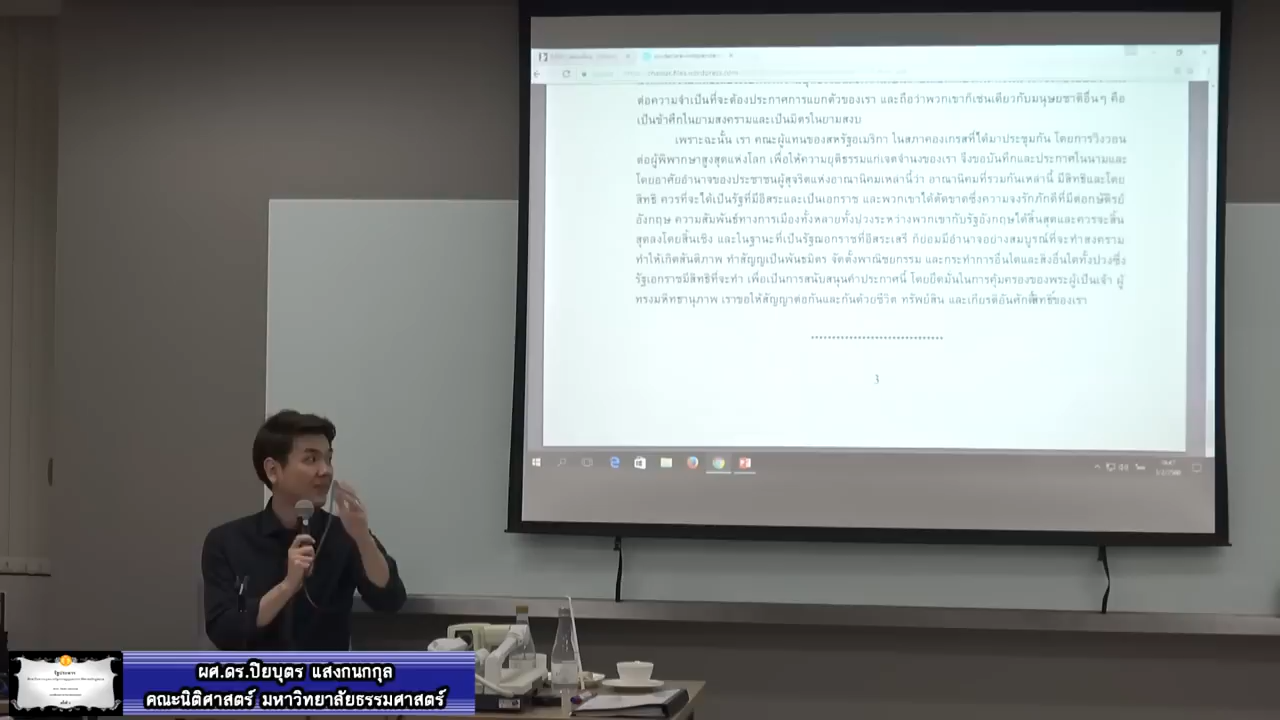 ต่อความจำเป็นที่จะต้องประกาศการแยกตัวของเรา และถือว่าพวกเขาก็เช่นเดียวกับมนุษยชาติอื่นๆ คือ
เป็นข้าศึกในยามสงครามและเป็นมิตรในยามสงบ
เพราะฉะนั้น เรา คณะผู้แทนของสหรัฐอเมริกา ในสภาคองเกรสที่ได้มาประชุมกัน โดยการวิงวอน
ต่อผู้พิพากษาสูงสุดแห่งโลก เพื่อให้ความยุติธรรมแก่เจตจำนงของเรา จึงขอบันทึกและประกาศในนามและ
โดยอาศัยอำนาจของประชาชนผู้สุจริตแห่งอาณานิคมเหล่านี้ว่า อาณานิคมที่รวมกันเหล่านี้ มีสิทธิและโดย
สิทธิ ควรที่จะได้เป็นรัฐที่มีอิสระและเป็นเอกราช และพวกเขาได้ตัดขาดซึ่งความจงรักภักดีที่มีต่อกษัตริย์
อังกฤษ ความสัมพันธ์ทางการเมืองทั้งหลายทั้งปวงระหว่างพวกเขากับรัฐอังกฤษได้สิ้นสุดและควรจะสิ้น
สุดลงโดยสิ้นเชิง และในฐานะที่เป็นรัฐเอกราชที่อิสระเสรี ก็ย่อมมีอำนาจอย่างสมบูรณ์ที่จะทำสงคราม
ทำให้เกิดสันติภาพ ทำสัญญเป็นพันธมิตร จัดตั้งพาณิชยกรรม และกระทำการอื่นใดและสิ่งอื่นใดทั้งปวงซึ่ง
รัฐเอกราชมีสิทธิที่จะทำ เพื่อเป็นการสนับสนุนคำประกาศนี้ โดยยึดมั่นในการคุ้มครองของพระผู้เป็นเจ้า ผู้
ทรงมหิทธานุภาพ เราขอให้สัญญาต่อกันและกันด้วยชีวิต ทรัพย์สิน และเกียรติอันศักดิ์สิทธิ์ของเรา
3
ผศ.ดร.ปิยบุตร แสงกนกกุล
คณะนิติศาสตร์ มหาวิทยาลัยธรรมศาสตร์